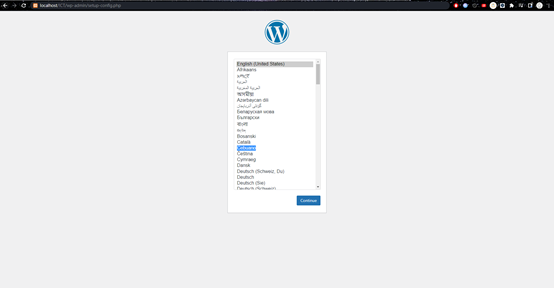 localhost/ICT/wp-admin/setup-config.php
English (United States)
Afrikaans
አማርኛ
العربية
العربية المغربية
অসমীয়া
Azərbaycan dili
گؤنئی آذربایجان
Беларуская мова
Български
বাংলা
Bosanski
Català
Cebuano
Čeština
Cymraeg
Dansk
Deutsch (Schweiz, Du)
Deutsch
Deutsch (Sie)
Deutsch (Schweiz)
Continue